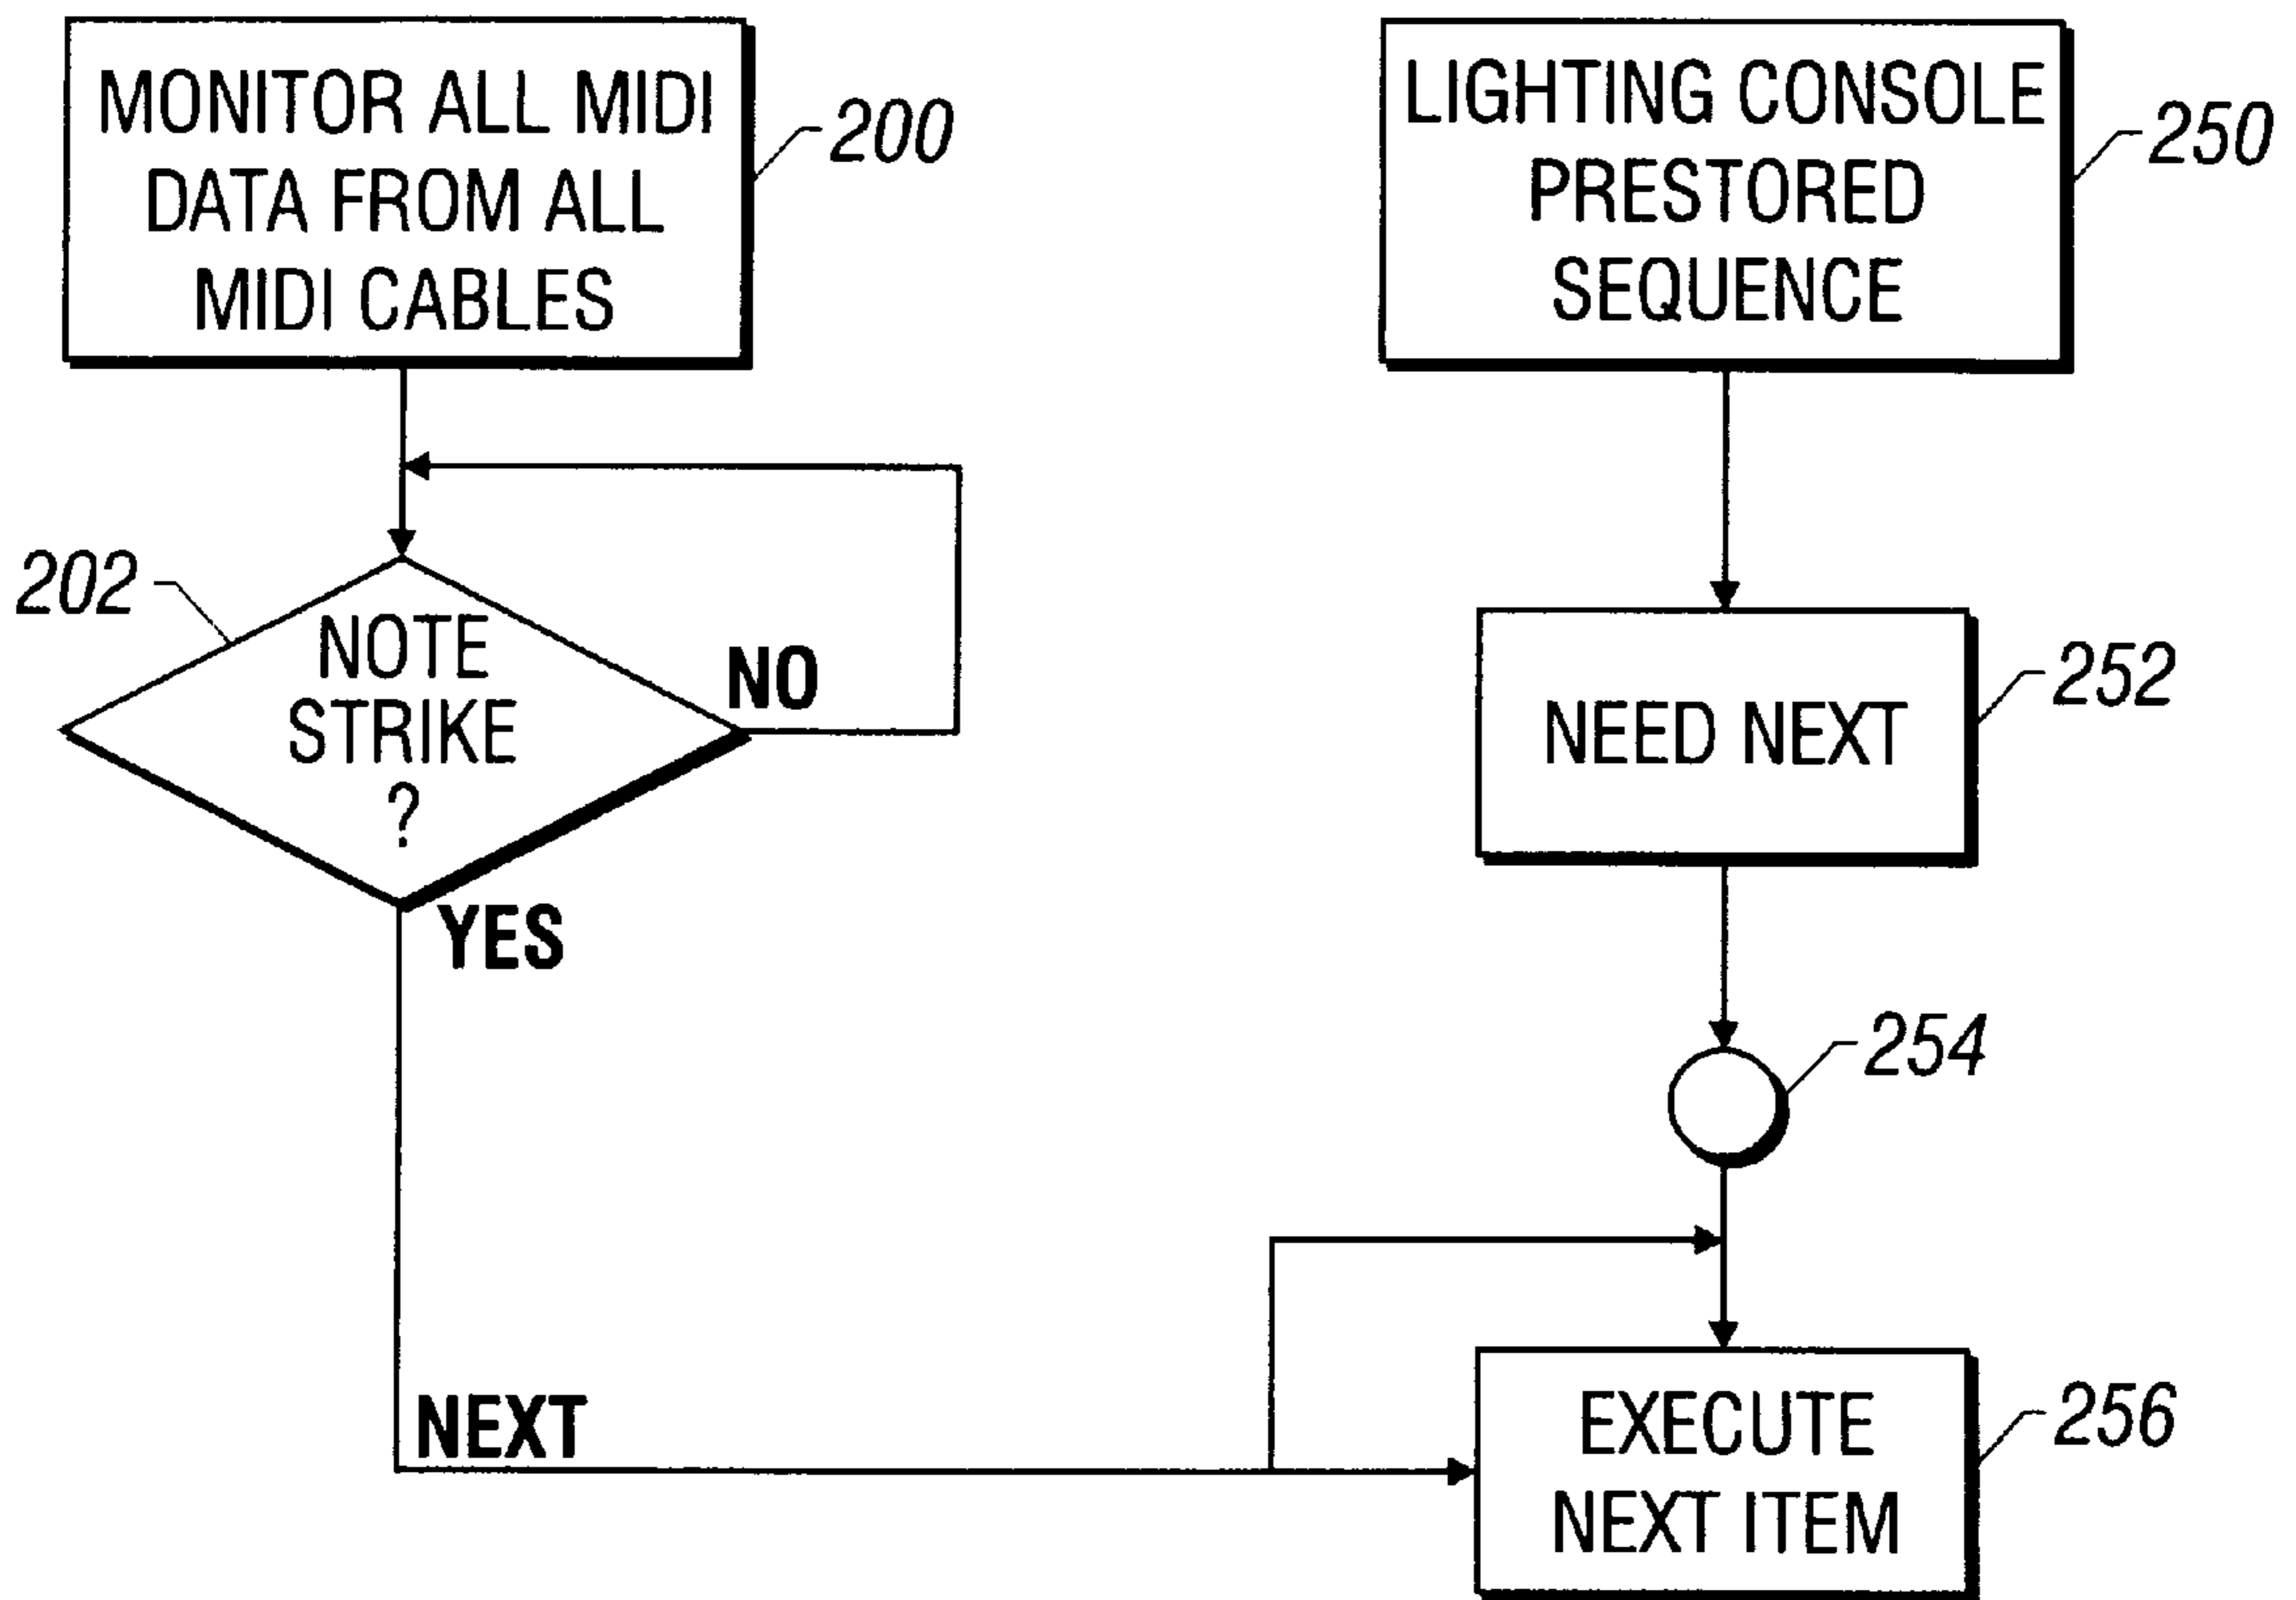 MONITOR ALL MIDI
DATA FROM ALL
MIDI CABLES
200
202
NOTE
STRIKE
?
NO
YES
NEXT
LIGHTING CONSOLE
PRESTORED
SEQUENCE
250
NEED NEXT
252
254
EXECUTE
NEXT ITEM
256